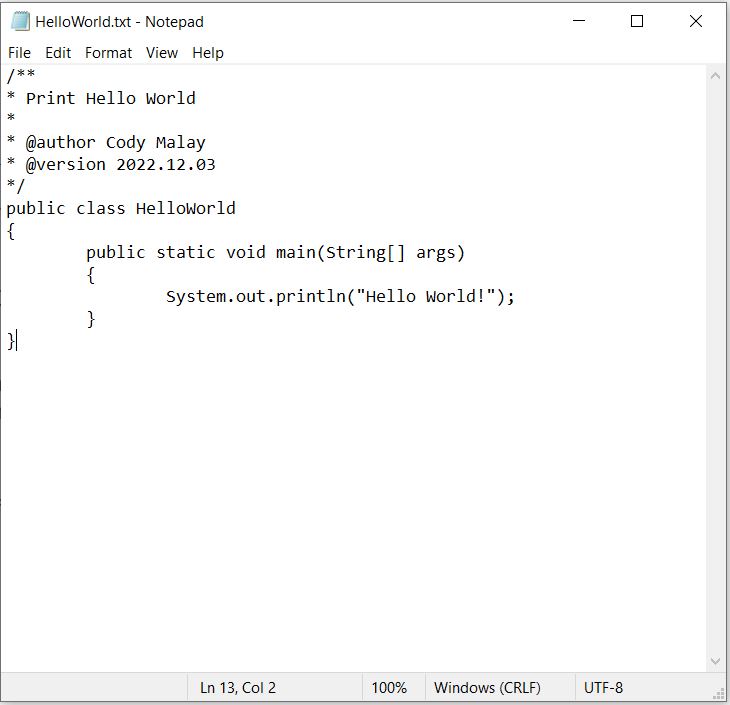 HelloWorld.txt - Notepad
File Edit Format View Help
/**
* Print Hello World
*
* @author Cody Malay
* @version 2022.12.03
*/
public class HelloWorld
{
        public static void main(String[] args)
        {
                System.out.println("Hello World!");
        }
}
Ln 13, Col 2 100% Windows (CRLF) UTF-8